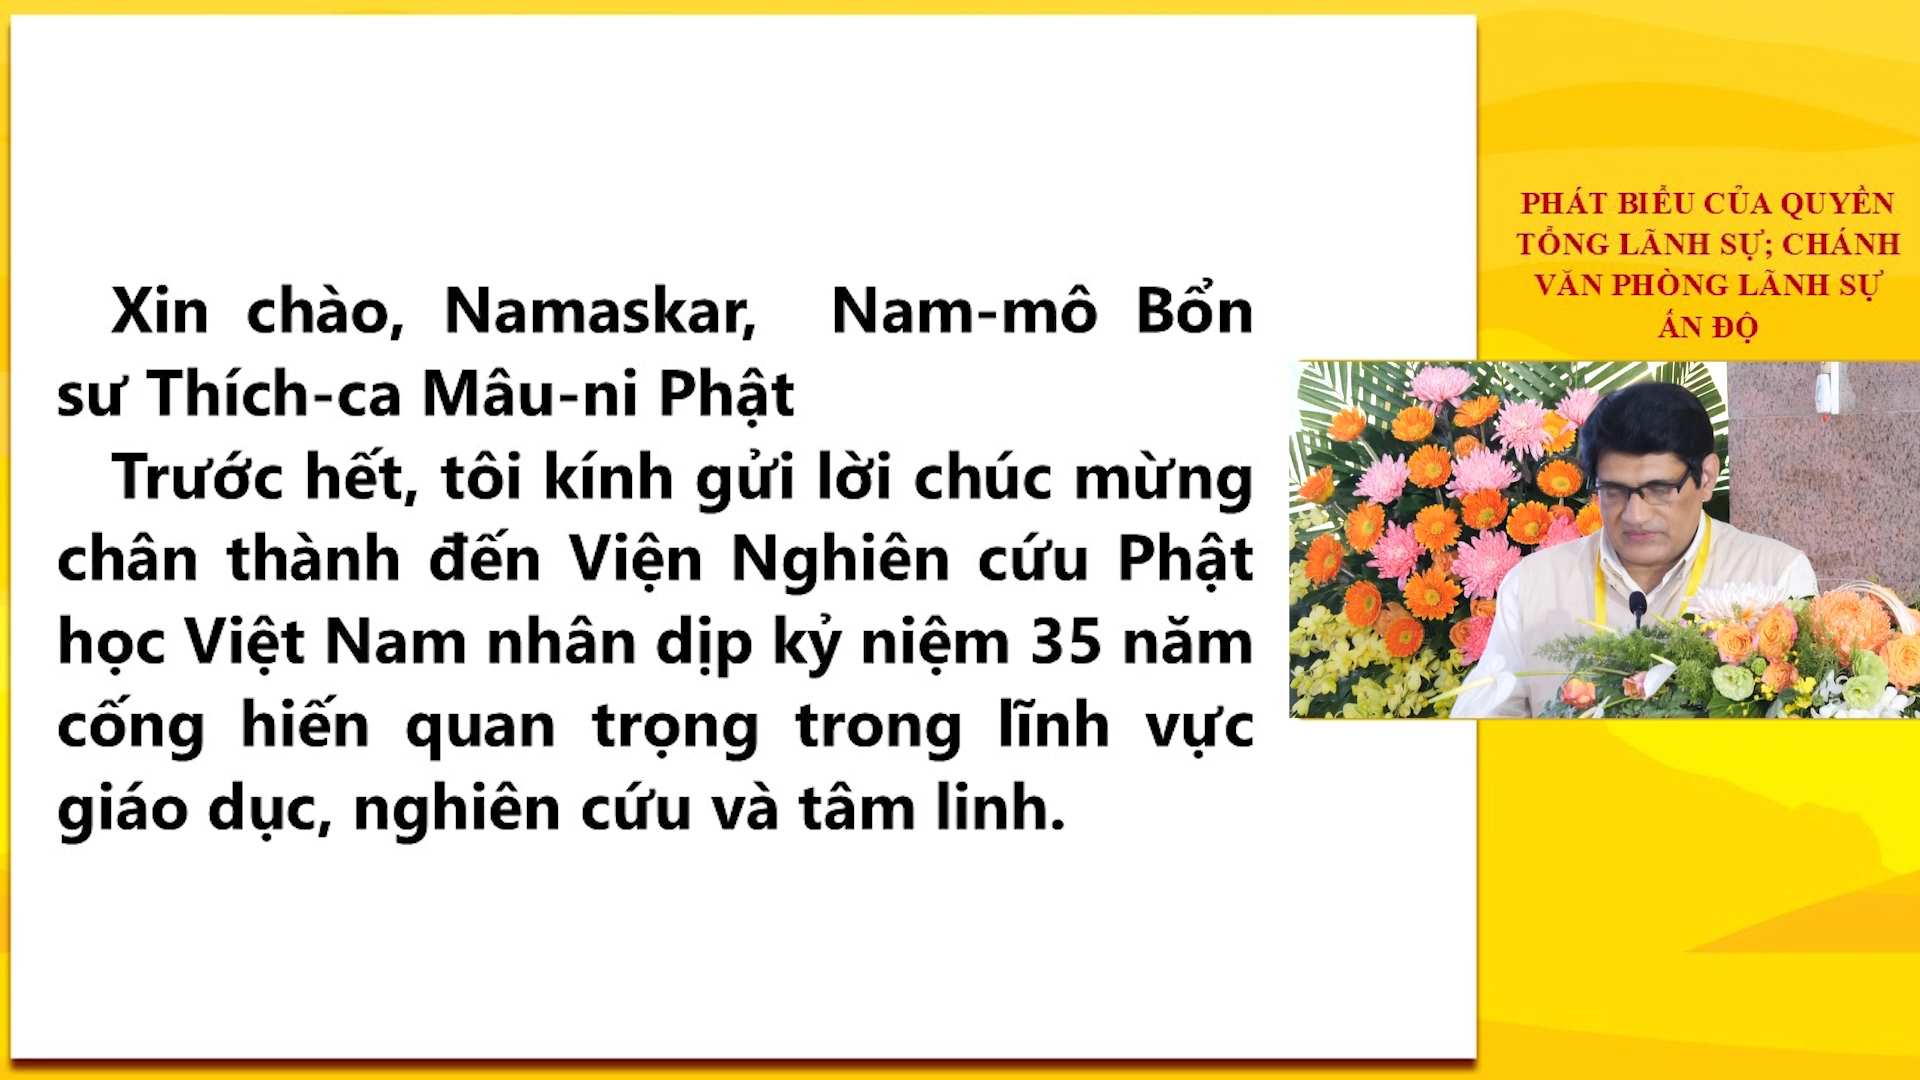 Xin chào, Namaskar, Nam-mô Bổn
sư Thích-ca Mâu-ni Phật
Trước hết, tôi kính gửi lời chúc mừng
chân thành đến Viện Nghiên cứu Phật
học Việt Nam nhân dịp kỷ niệm 35 năm
cống hiến quan trọng trong lĩnh vực
giáo dục, nghiên cứu và tâm linh.
PHÁT BIỂU CỦA QUYỀN
TỔNG LÃNH SỰ; CHÁNH
VĂN PHÒNG LÃNH SỰ
ẤN ĐỘ